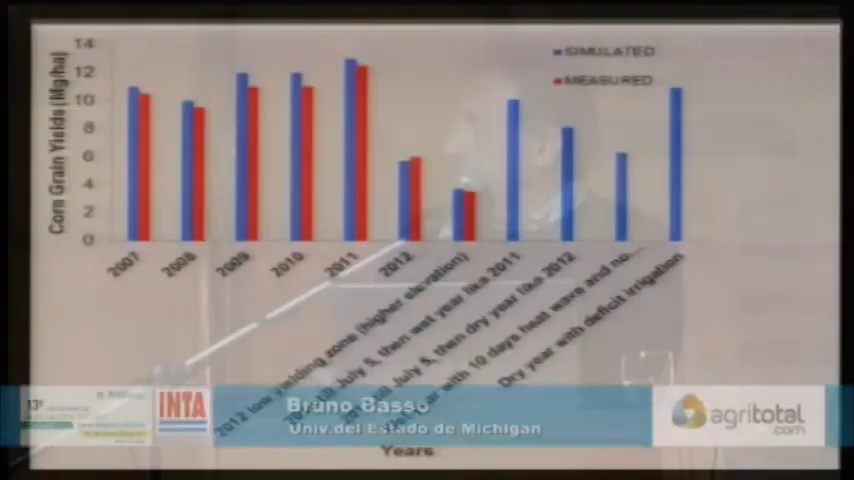 14
12
10
8
6
4
2
0
Corn Grain Yields (Mg/ha)
SIMULATED
MEASURED
2007
2008
2009
2010
2011
2012
2012 low yielding zone (higher elevation)
July 5, then wet year like 2011
July 5, then dry year like 2012
with 10 days heat wave and no...
Dry year with deficit irrigation
Years
13º
INTA
Bruno Basso
Univ.del Estado de Michigan
agritotal
.com